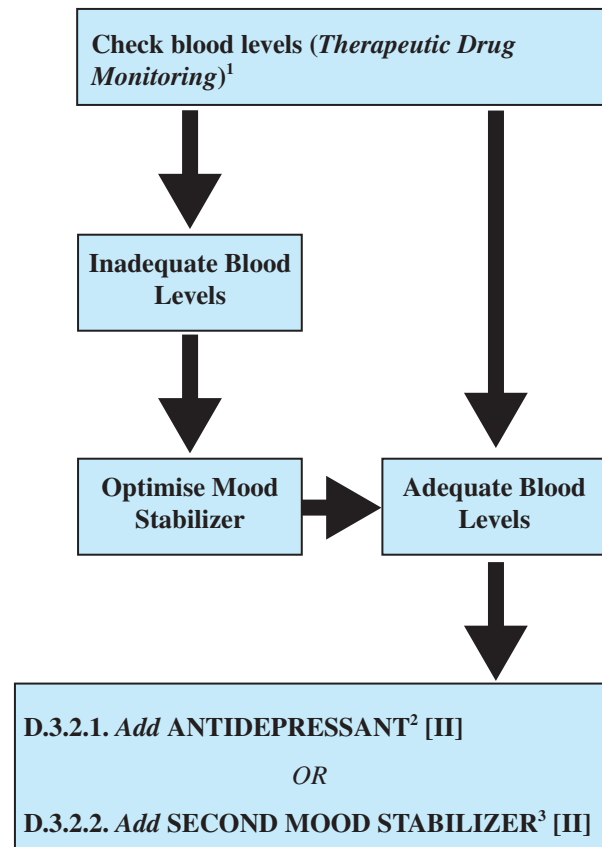 Check blood levels (Therapeutic Drug
Monitoring)¹
Inadequate Blood
Levels
Optimise Mood
Stabilizer
Adequate Blood
Levels
D.3.2.1. Add ANTIDEPRESSANT² [II]
OR
D.3.2.2. Add SECOND MOOD STABILIZER³ [II]